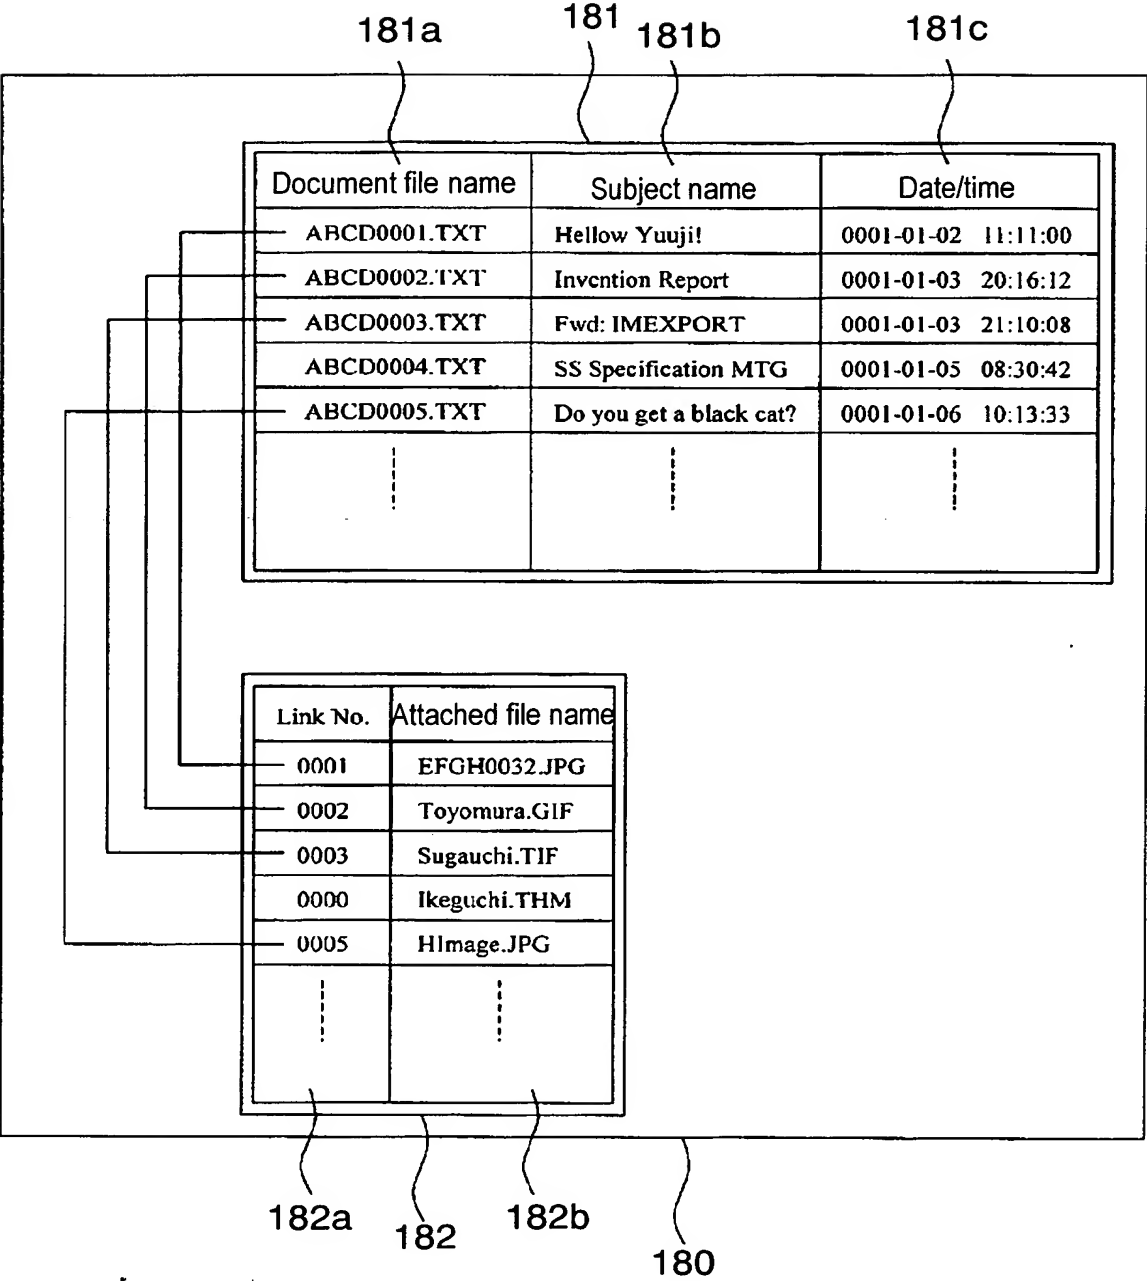 181a 181 181b 181c
Document file name Subject name Date/time
ABCD0001.TXT Hellow Yuuji! 0001-01-02 11:11:00
ABCD0002.TXT Invention Report 0001-01-03 20:16:12
ABCD0003.TXT Fwd: IMEXPORT 0001-01-03 21:10:08
ABCD0004.TXT SS Specification MTG 0001-01-05 08:30:42
ABCD0005.TXT Do you get a black cat? 0001-01-06 10:13:33
Link No. Attached file name
0001 EFGH0032.JPG
0002 Toyomura.GIF
0003 Sugauchi.TIF
0000 Ikeguchi.THM
0005 HImage.JPG
182a 182 182b
180